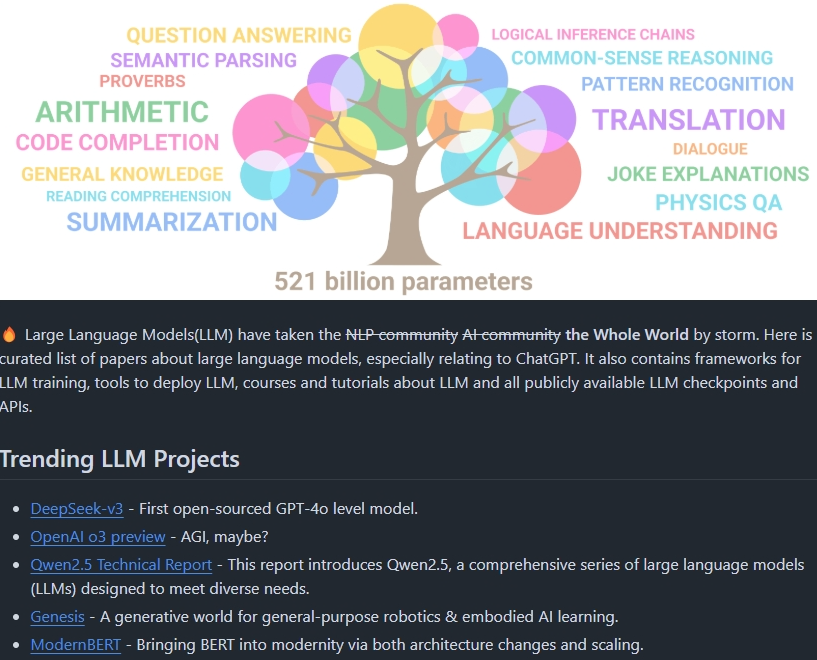 QUESTION ANSWERING
SEMANTIC PARSING
PROVERBS
ARITHMETIC
CODE COMPLETION
GENERAL KNOWLEDGE
READING COMPREHENSION
SUMMARIZATION
LOGICAL INFERENCE CHAINS
COMMON-SENSE REASONING
PATTERN RECOGNITION
TRANSLATION
DIALOGUE
JOKE EXPLANATIONS
PHYSICS QA
LANGUAGE UNDERSTANDING
521 billion parameters
🔥 Large Language Models(LLM) have taken the NLP community AI community the Whole World by storm. Here is
curated list of papers about large language models, especially relating to ChatGPT. It also contains frameworks for
LLM training, tools to deploy LLM, courses and tutorials about LLM and all publicly available LLM checkpoints and
APIs.
Trending LLM Projects
• DeepSeek-v3 - First open-sourced GPT-4o level model.
• OpenAI o3 preview - AGI, maybe?
• Qwen2.5 Technical Report - This report introduces Qwen2.5, a comprehensive series of large language models
(LLMs) designed to meet diverse needs.
• Genesis - A generative world for general-purpose robotics & embodied AI learning.
• ModernBERT - Bringing BERT into modernity via both architecture changes and scaling.